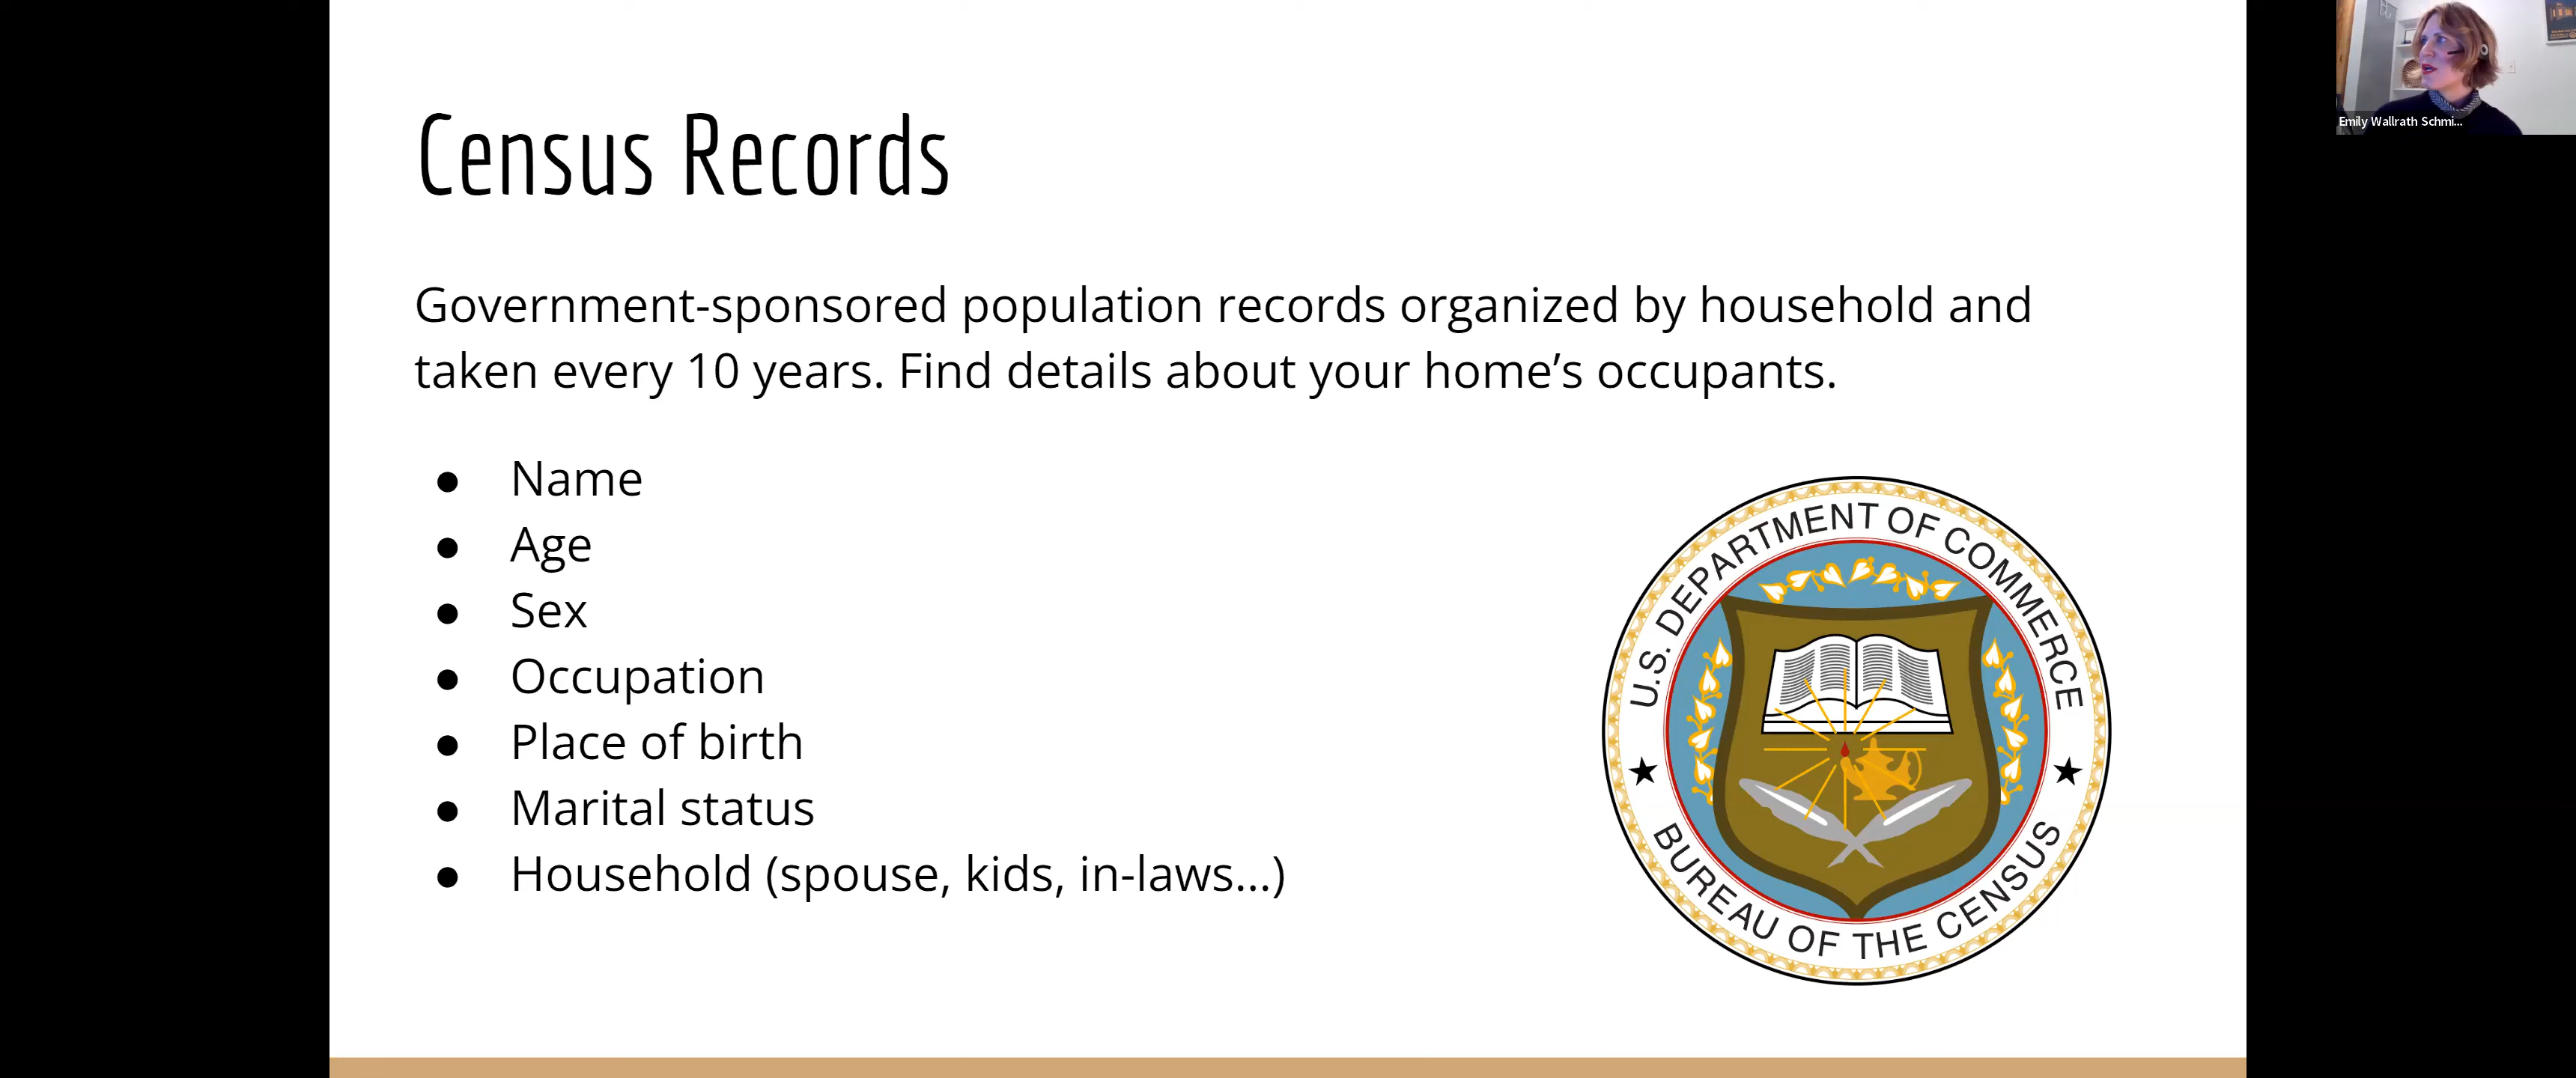 Census Records
Government-sponsored population records organized by household and
taken every 10 years. Find details about your home’s occupants.
● Name
● Age
● Sex
● Occupation
● Place of birth
● Marital status
● Household (spouse, kids, in-laws...)
U.S. DEPARTMENT OF COMMERCE
BUREAU OF THE CENSUS
Emily Wallrath Schmi...